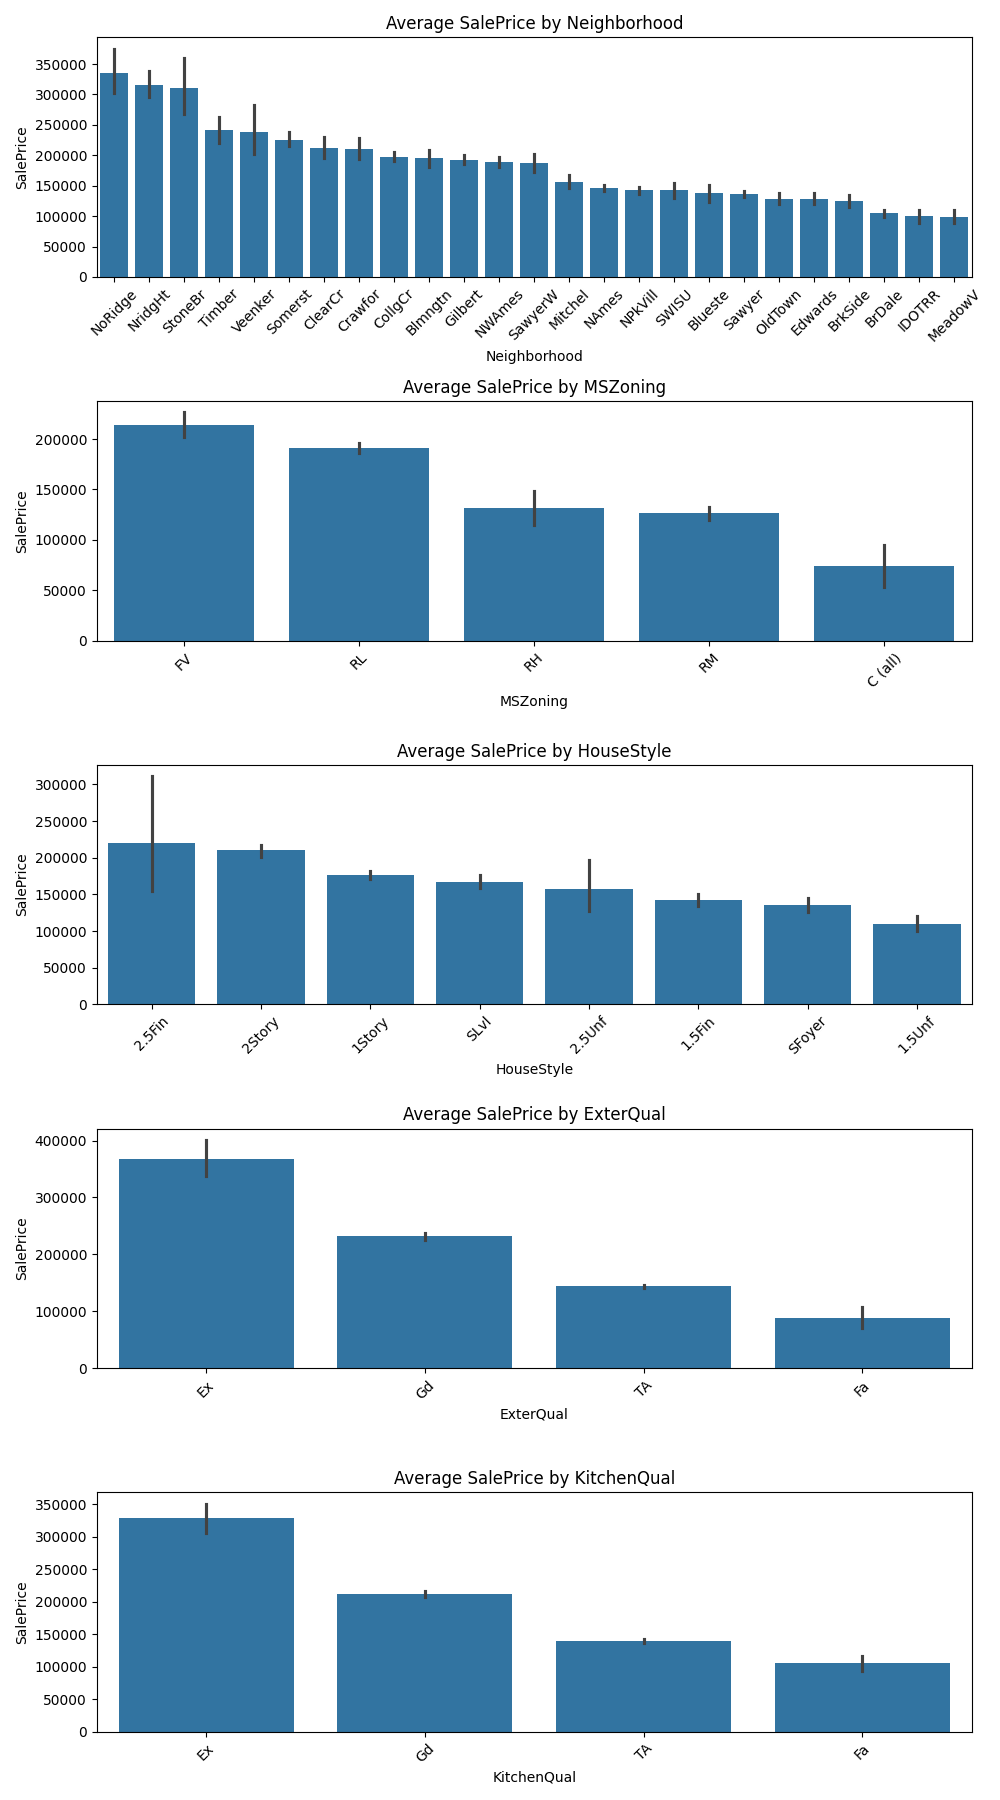 Average SalePrice by Neighborhood
350000
300000
250000
200000
150000
100000
50000
0
SalePrice
NoRidge NridgHt StoneBr Timber Veenker Somerst ClearCr Crawfor CollgCr Blmngtn Gilbert NWAmes SawyerW Mitchel NAmes NPkVill SWISU Blueste Sawyer OldTown Edwards BrkSide BrDale IDOTRR MeadowV
Neighborhood
Average SalePrice by MSZoning
200000
150000
100000
50000
0
SalePrice
FV RL RH RM C (all)
MSZoning
Average SalePrice by HouseStyle
300000
250000
200000
150000
100000
50000
0
SalePrice
2.5Fin 2Story 1Story SLvl 2.5Unf 1.5Fin SFoyer 1.5Unf
HouseStyle
Average SalePrice by ExterQual
400000
300000
200000
100000
0
SalePrice
Ex Gd TA Fa
ExterQual
Average SalePrice by KitchenQual
350000
300000
250000
200000
150000
100000
50000
0
SalePrice
Ex Gd TA Fa
KitchenQual